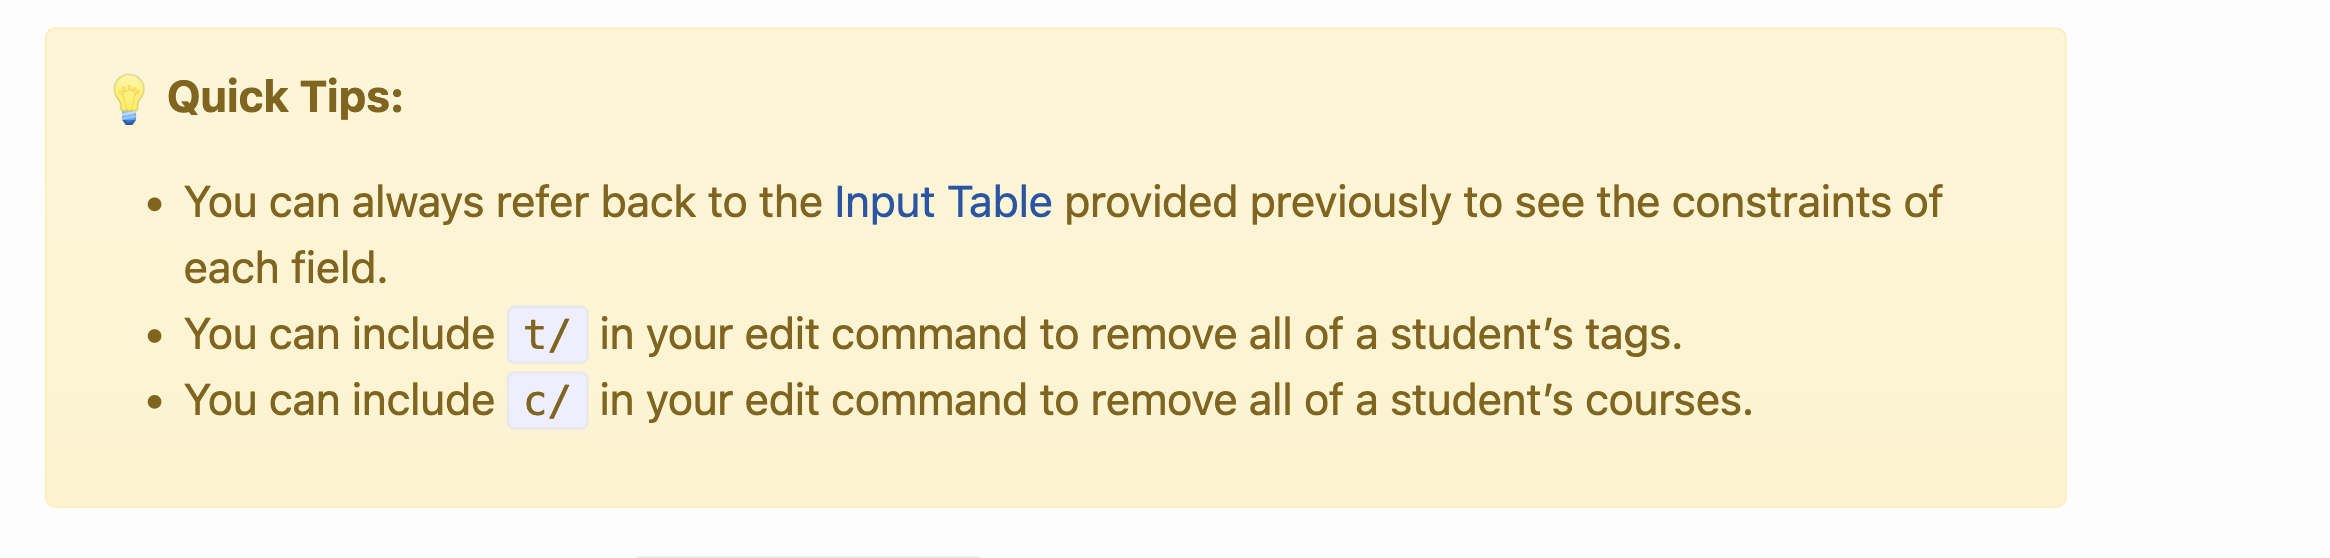 💡 Quick Tips:
• You can always refer back to the Input Table provided previously to see the constraints of
each field.
• You can include t/ in your edit command to remove all of a student’s tags.
• You can include c/ in your edit command to remove all of a student’s courses.